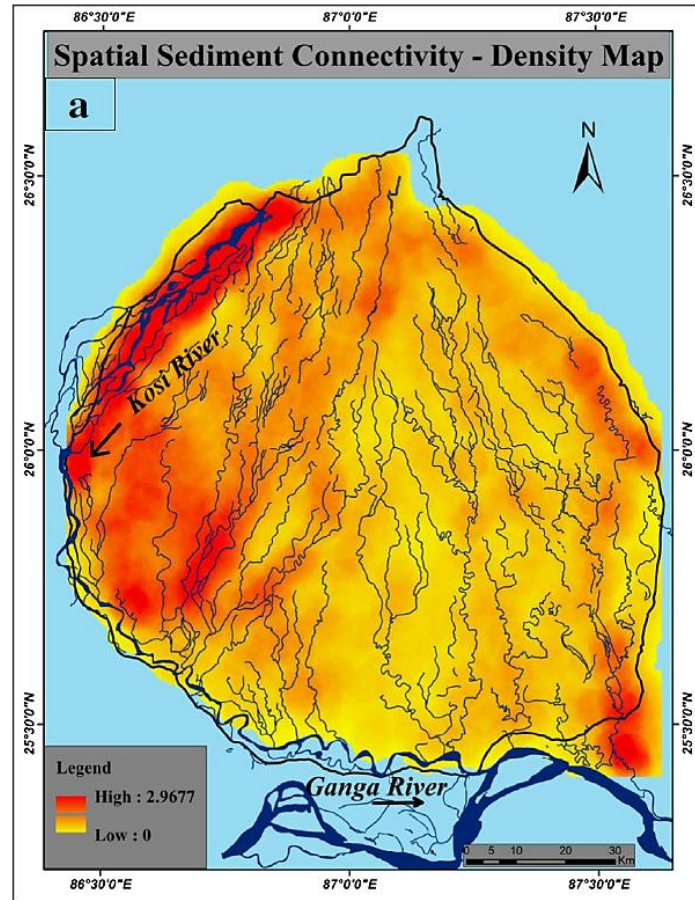 86°30'0"E 87°0'0"E 87°30'0"E
Spatial Sediment Connectivity - Density Map
a
N
26°30'0"N 26°30'0"N
Kosi River
26°0'0"N 26°0'0"N
25°30'0"N 25°30'0"N
Legend
High : 2.9677
Low : 0
Ganga River
0 5 10 20 30
Km
86°30'0"E 87°0'0"E 87°30'0"E